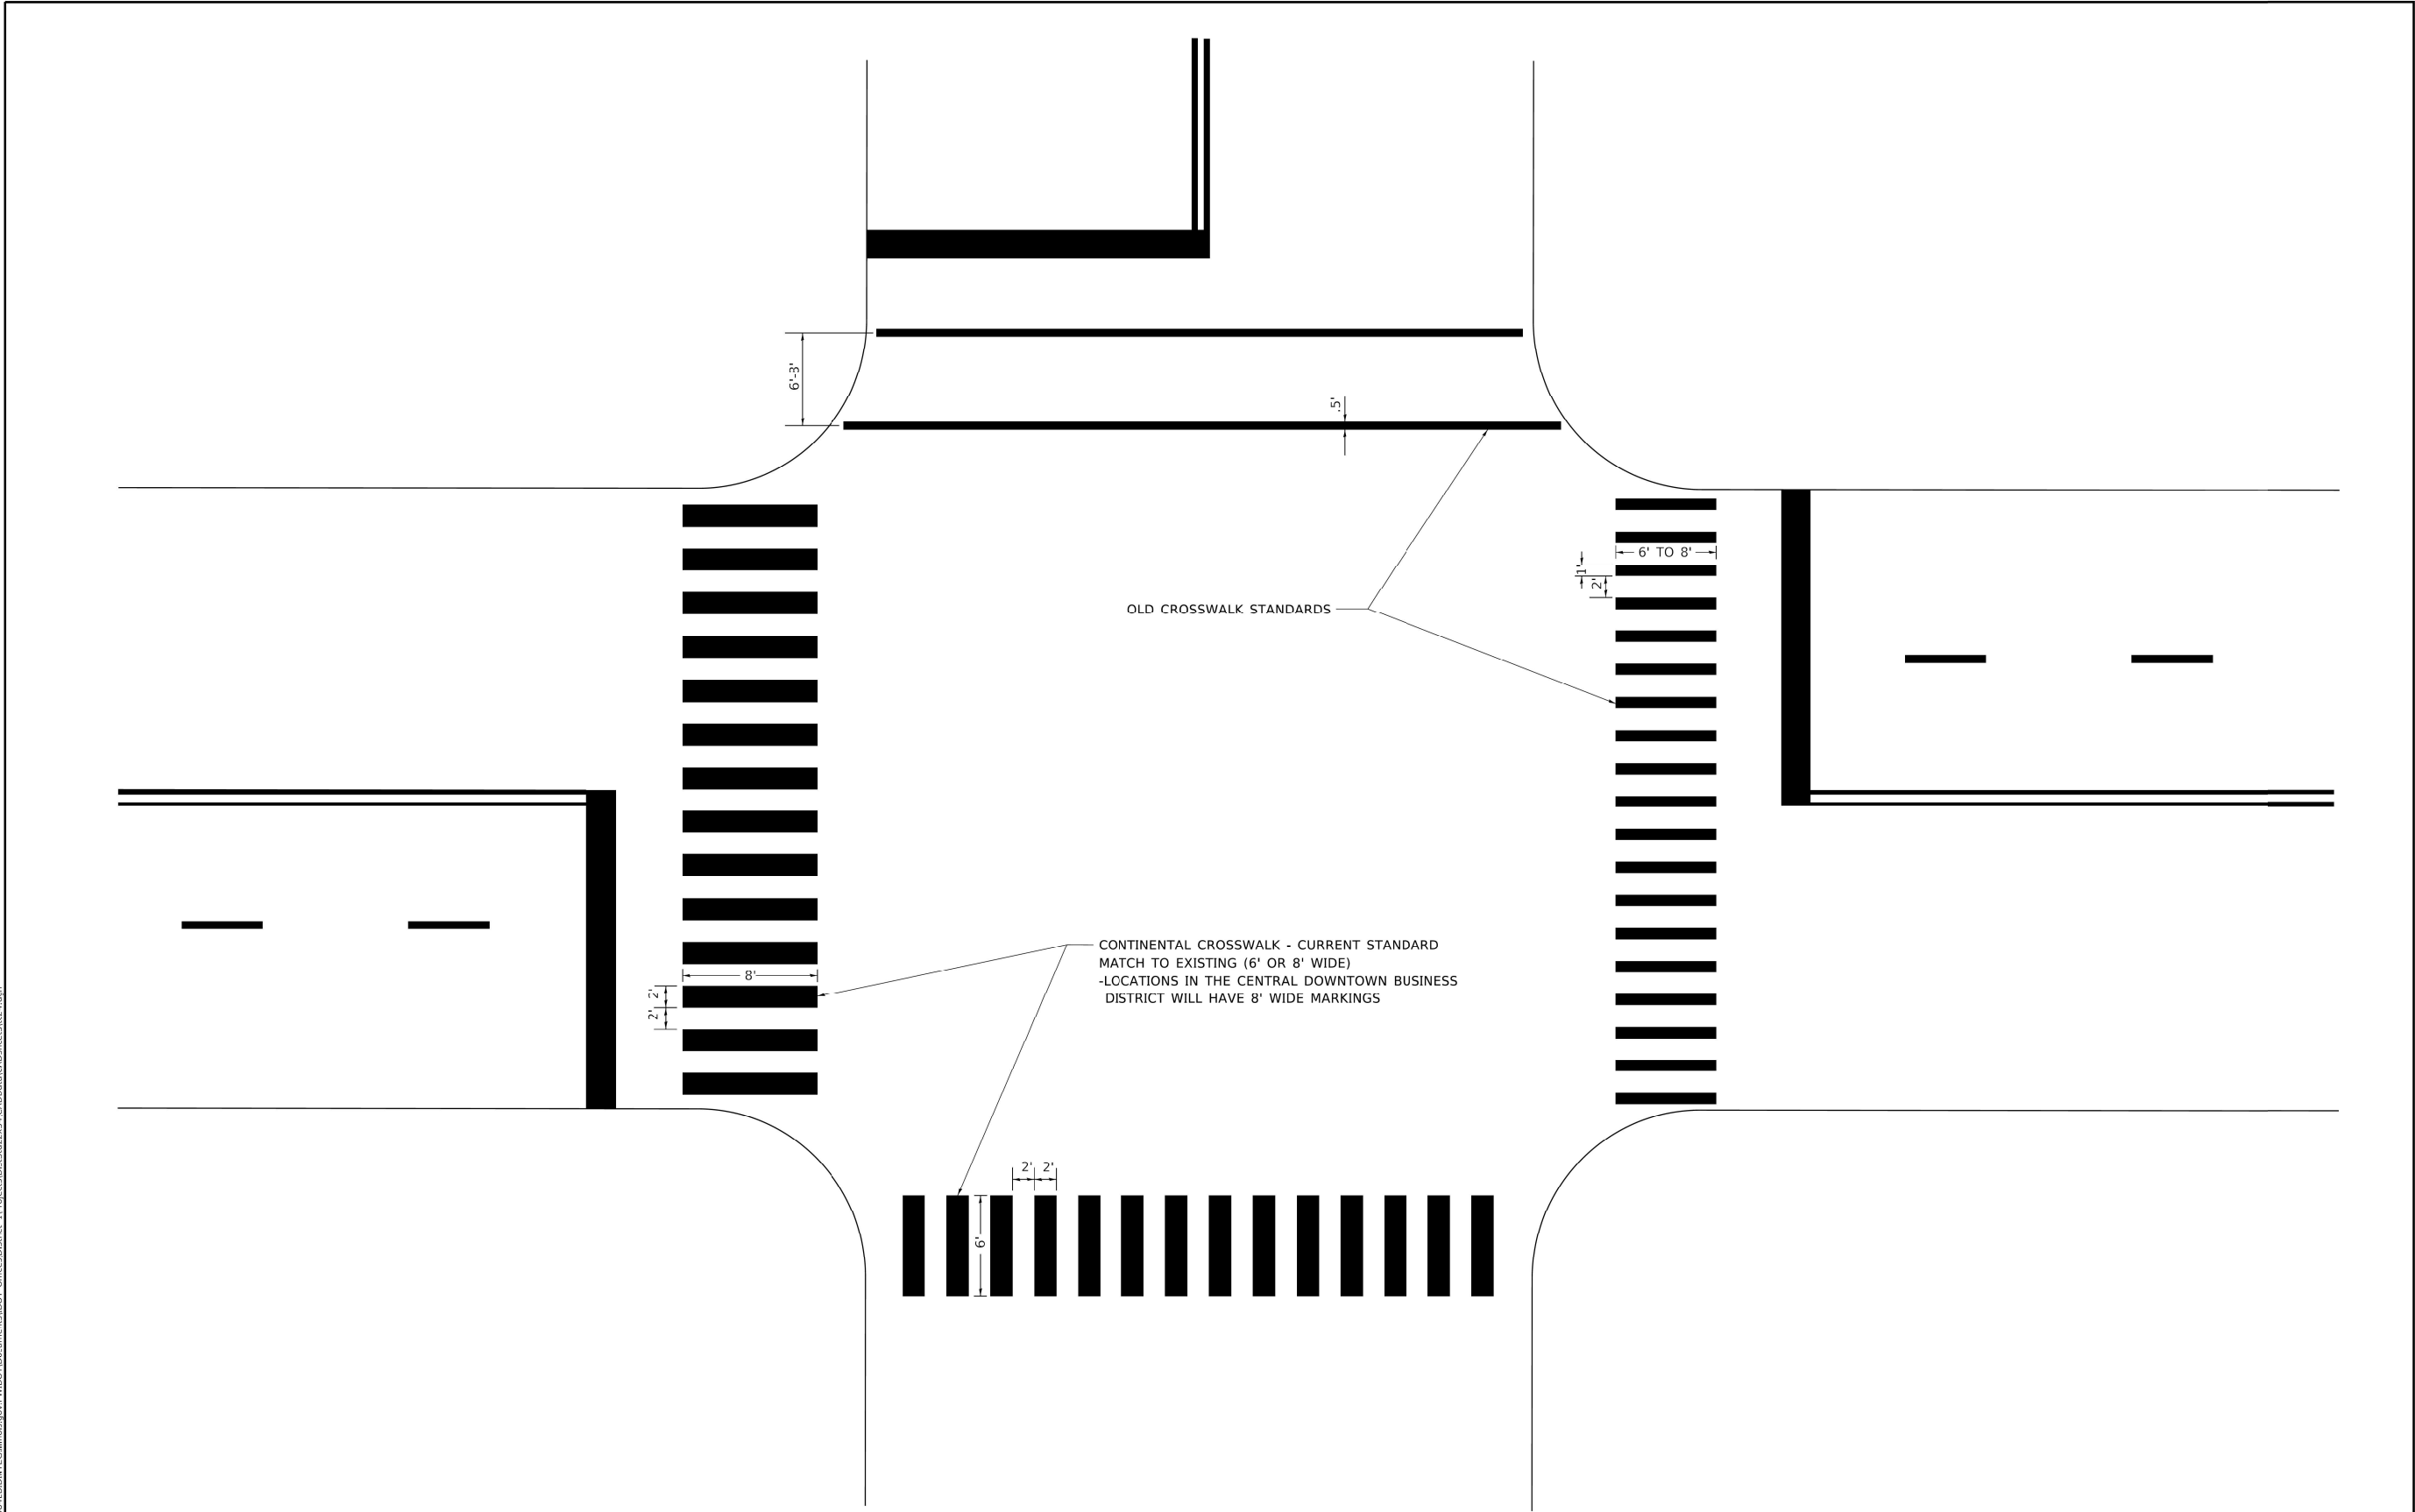 6'-3'
.5'
6' TO 8'
1'
2'
OLD CROSSWALK STANDARDS
CONTINENTAL CROSSWALK - CURRENT STANDARD
MATCH TO EXISTING (6' OR 8' WIDE)
-LOCATIONS IN THE CENTRAL DOWNTOWN BUSINESS
DISTRICT WILL HAVE 8' WIDE MARKINGS
8'
2'
2'
2' 2'
6'